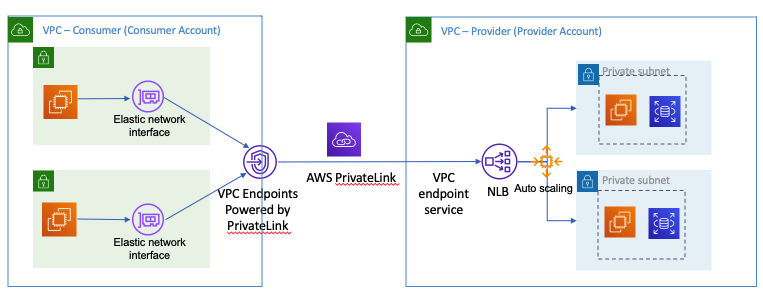 VPC – Consumer (Consumer Account)
Elastic network
interface
Elastic network
interface
VPC Endpoints
Powered by
PrivateLink
AWS PrivateLink
VPC – Provider (Provider Account)
VPC
endpoint
service
NLB
Auto scaling
Private subnet
Private subnet